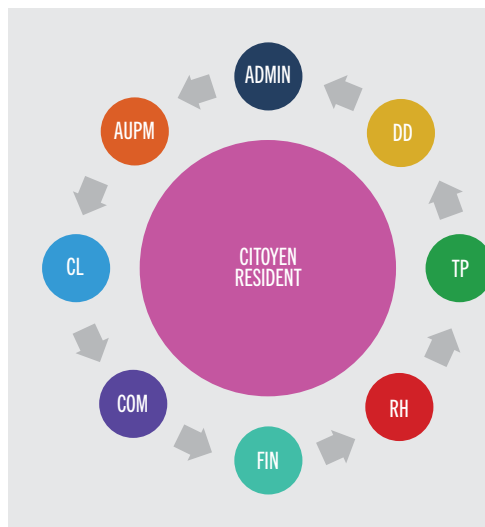 ADMIN
AUPM
DD
CL
CITOYEN
RESIDENT
TP
COM
RH
FIN